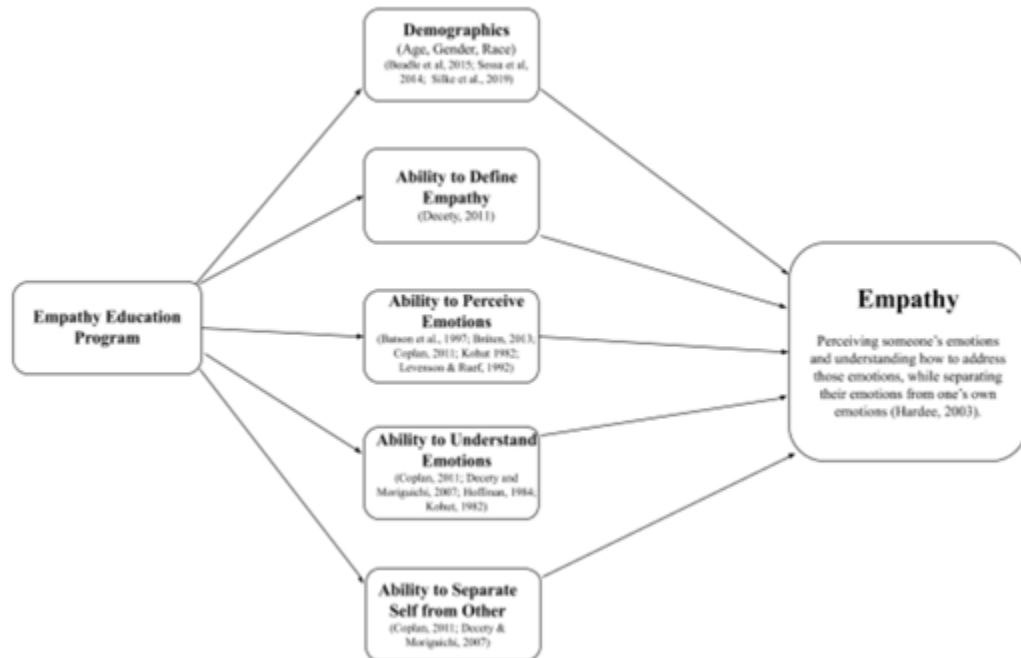 Demographics
(Age, Gender, Race)
(Beadle et al, 2015; Sessa et al,
2014; Silke et al., 2019)
Ability to Define
Empathy
(Decety, 2011)
Empathy Education
Program
Ability to Perceive
Emotions
(Batson et al., 1997; Bråten, 2013;
Coplan, 2011; Kohut 1982;
Levenson & Ruef, 1992)
Ability to Understand
Emotions
(Coplan, 2011; Decety and
Moriguchi, 2007; Hoffman, 1984;
Kohut, 1982)
Ability to Separate
Self from Other
(Coplan, 2011; Decety &
Moriguchi, 2007)
Empathy
Perceiving someone’s emotions
and understanding how to address
those emotions, while separating
their emotions from one’s own
emotions (Hardee, 2003).